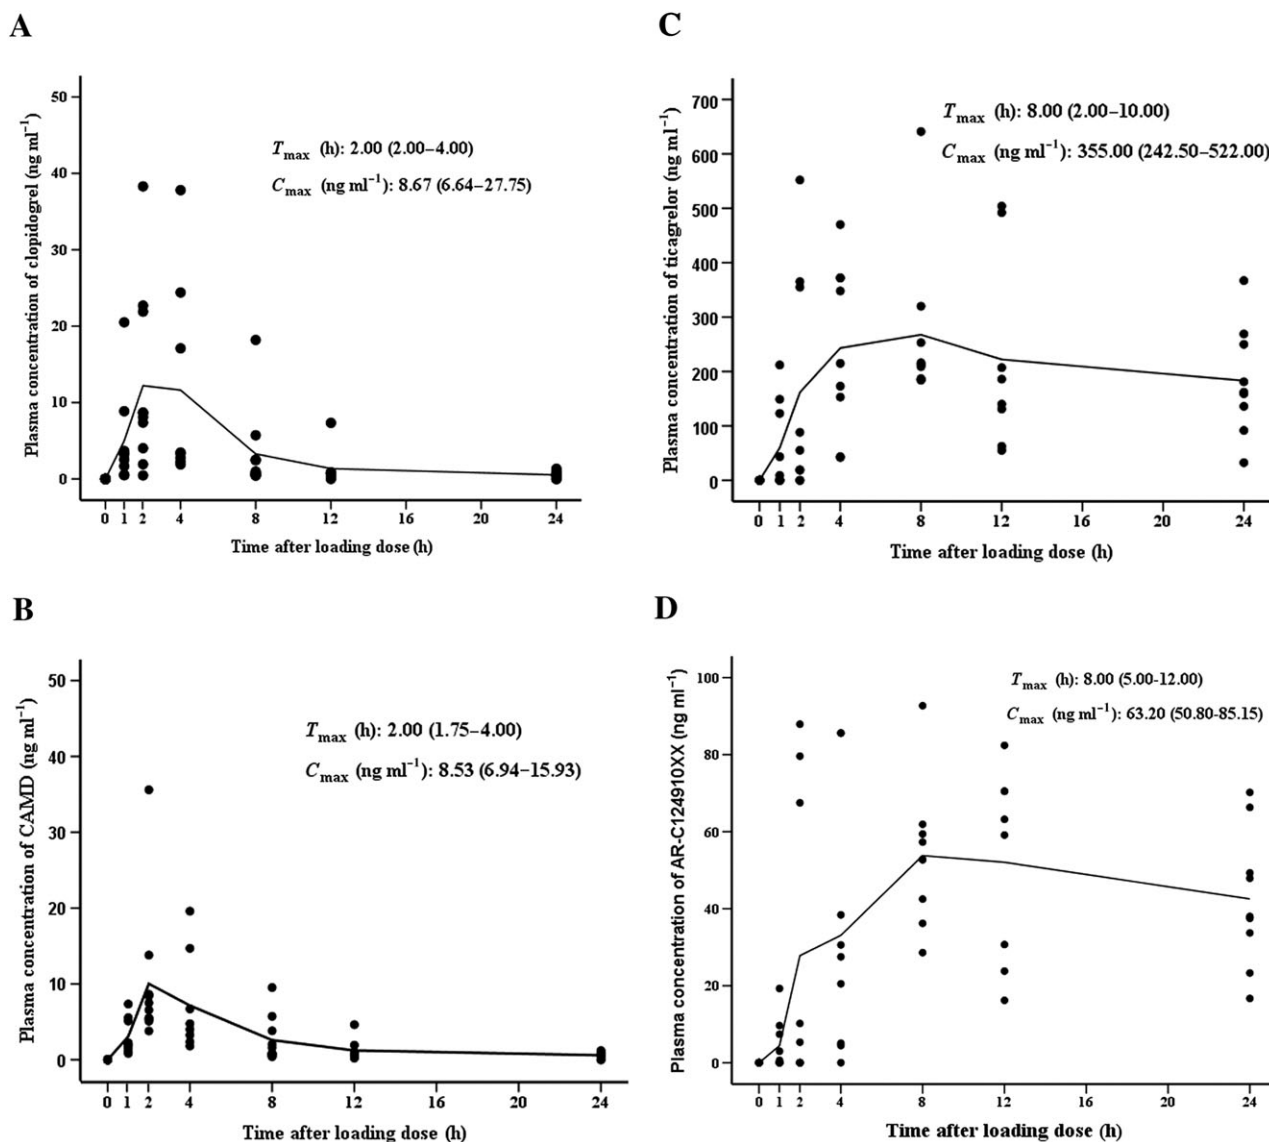 A
Plasma concentration of clopidogrel (ng ml⁻¹)
50
40
30
20
10
0
Tmax (h): 2.00 (2.00–4.00)
Cmax (ng ml⁻¹): 8.67 (6.64–27.75)
0 1 2 4 8 12 16 20 24
Time after loading dose (h)
B
Plasma concentration of CAMD (ng ml⁻¹)
50
40
30
20
10
0
Tmax (h): 2.00 (1.75–4.00)
Cmax (ng ml⁻¹): 8.53 (6.94–15.93)
0 1 2 4 8 12 16 20 24
Time after loading dose (h)
C
Plasma concentration of ticagrelor (ng ml⁻¹)
700
600
500
400
300
200
100
0
Tmax (h): 8.00 (2.00–10.00)
Cmax (ng ml⁻¹): 355.00 (242.50–522.00)
0 1 2 4 8 12 16 20 24
Time after loading dose (h)
D
Plasma concentration of AR-C124910XX (ng ml⁻¹)
100
80
60
40
20
0
Tmax (h): 8.00 (5.00-12.00)
Cmax (ng ml⁻¹): 63.20 (50.80-85.15)
0 1 2 4 8 12 16 20 24
Time after loading dose (h)